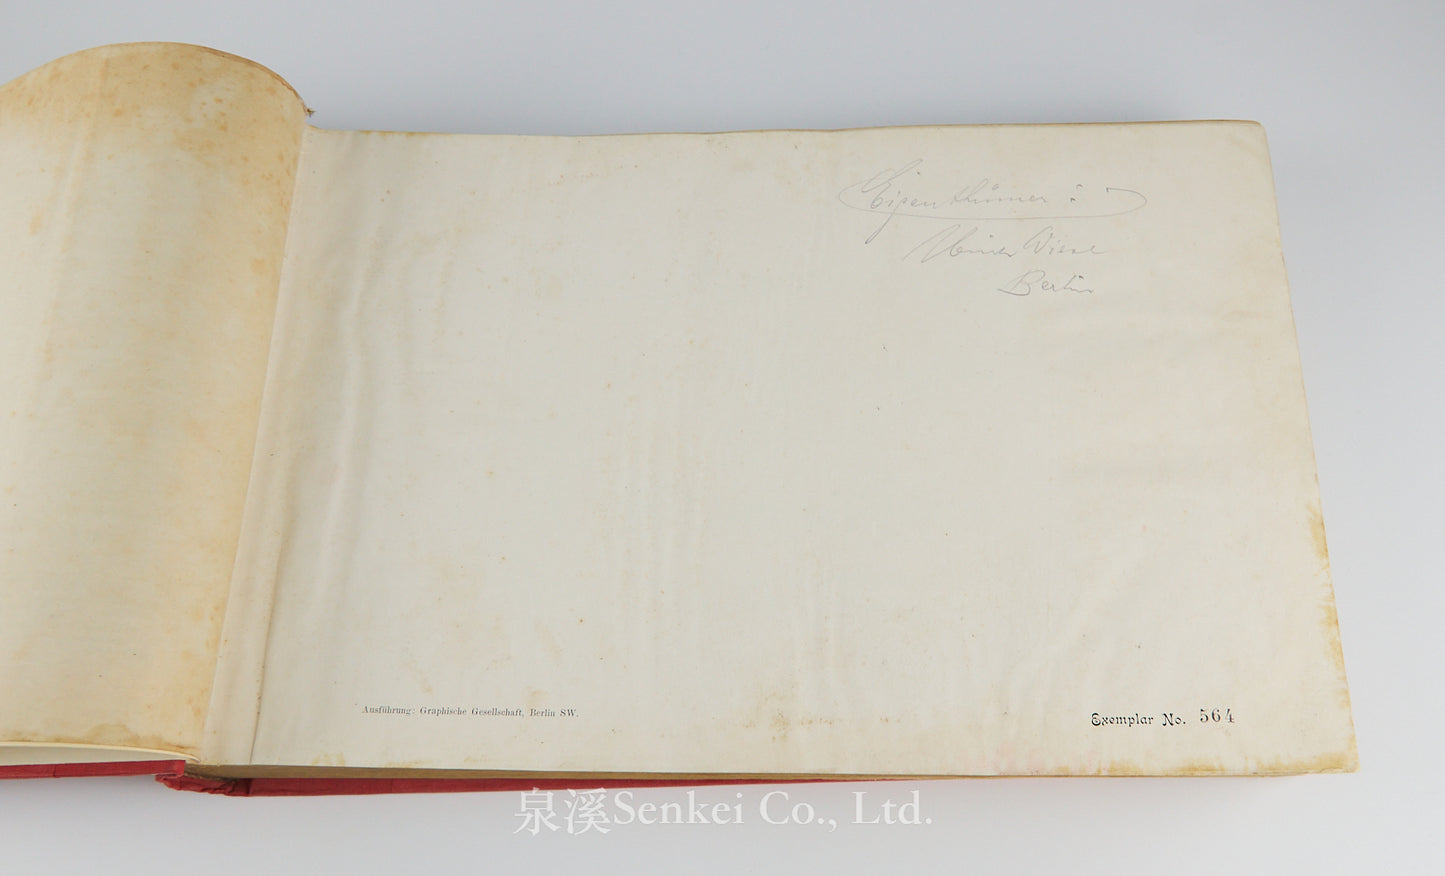 Eigenthümer:
Wiese
Berlin
Ausführung: Graphische Gesellschaft, Berlin SW.
Exemplar No. 564
泉溪Senkei Co., Ltd.